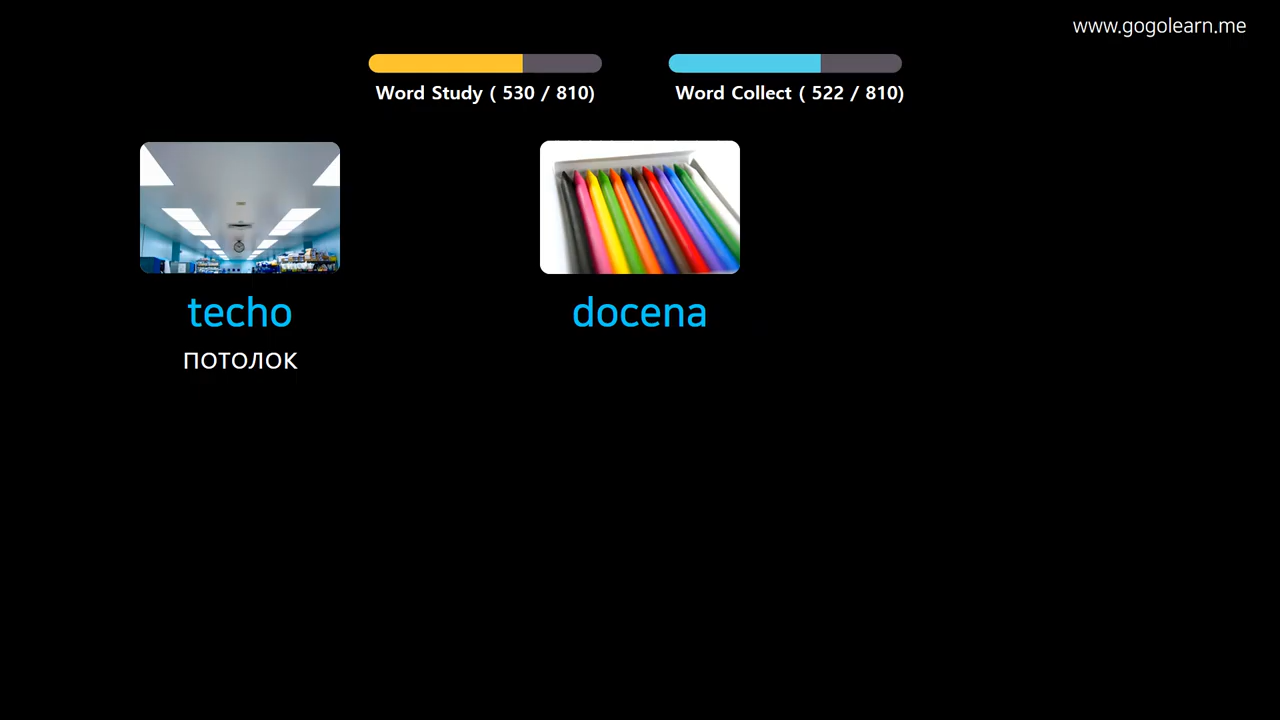 www.gogolearn.me
Word Study ( 530 / 810)
Word Collect ( 522 / 810)
techo
потолок
docena